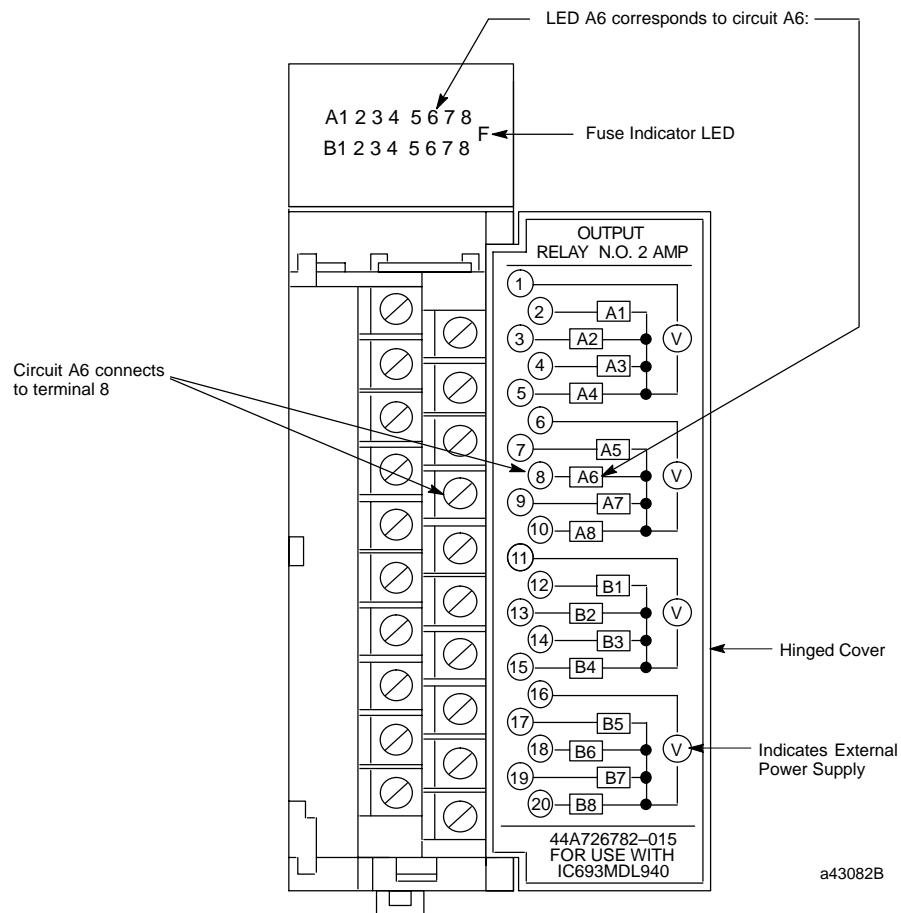 LED A6 corresponds to circuit A6:
A1 2 3 4 5 6 7 8
F
Fuse Indicator LED
B1 2 3 4 5 6 7 8
OUTPUT
RELAY N.O. 2 AMP
1
2 A1
3 A2 V
4 A3
5 A4
Circuit A6 connects
to terminal 8
6
7 A5
8 A6 V
9 A7
10 A8
11
12 B1
13 B2 V
14 B3
15 B4
Hinged Cover
16
17 B5
18 B6 V
19 B7
20 B8
Indicates External
Power Supply
44A726782–015
FOR USE WITH
IC693MDL940
a43082B